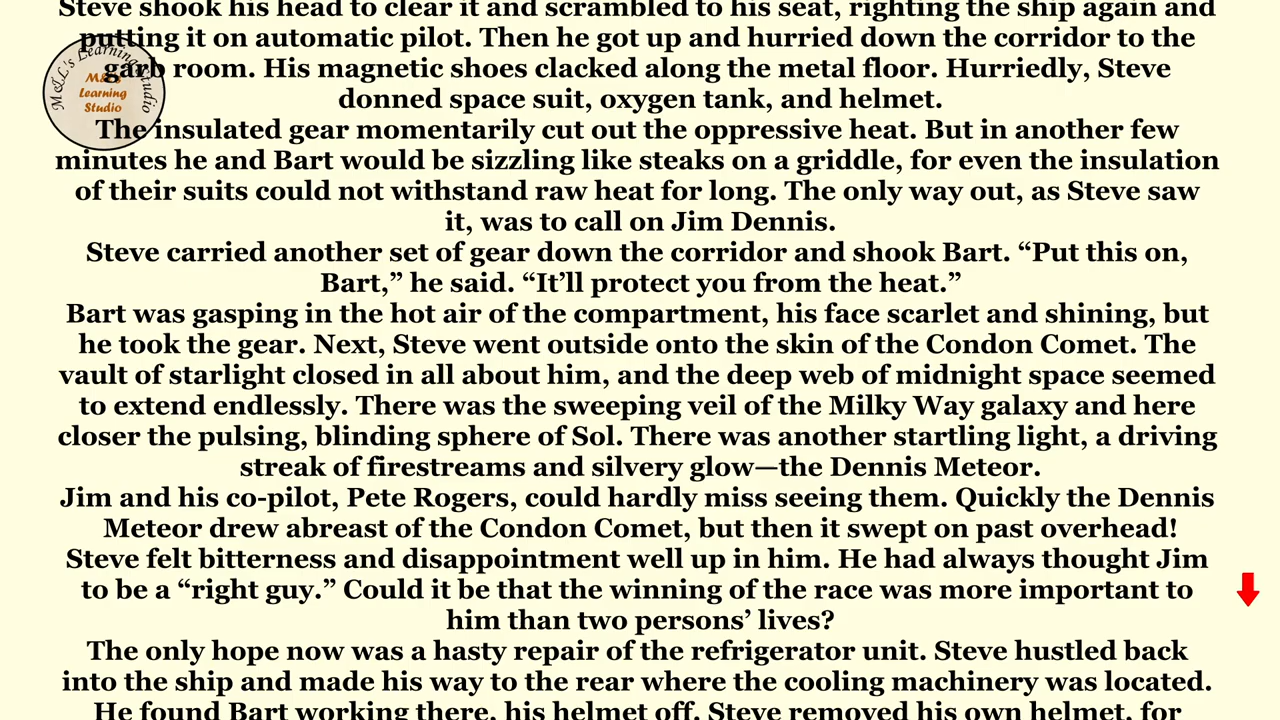 Steve shook his head to clear it and scrambled to his seat, righting the ship again and
putting it on automatic pilot. Then he got up and hurried down the corridor to the
garb room. His magnetic shoes clacked along the metal floor. Hurriedly, Steve
donned space suit, oxygen tank, and helmet.
The insulated gear momentarily cut out the oppressive heat. But in another few
minutes he and Bart would be sizzling like steaks on a griddle, for even the insulation
of their suits could not withstand raw heat for long. The only way out, as Steve saw
it, was to call on Jim Dennis.
Steve carried another set of gear down the corridor and shook Bart. “Put this on,
Bart,” he said. “It’ll protect you from the heat.”
Bart was gasping in the hot air of the compartment, his face scarlet and shining, but
he took the gear. Next, Steve went outside onto the skin of the Condon Comet. The
vault of starlight closed in all about him, and the deep web of midnight space seemed
to extend endlessly. There was the sweeping veil of the Milky Way galaxy and here
closer the pulsing, blinding sphere of Sol. There was another startling light, a driving
streak of firestreams and silvery glow—the Dennis Meteor.
Jim and his co-pilot, Pete Rogers, could hardly miss seeing them. Quickly the Dennis
Meteor drew abreast of the Condon Comet, but then it swept on past overhead!
Steve felt bitterness and disappointment well up in him. He had always thought Jim
to be a “right guy.” Could it be that the winning of the race was more important to
him than two persons’ lives?
The only hope now was a hasty repair of the refrigerator unit. Steve hustled back
into the ship and made his way to the rear where the cooling machinery was located.
He found Bart working there, his helmet off. Steve removed his own helmet, for
M&L's Learning Studio
M&L's
Learning
Studio